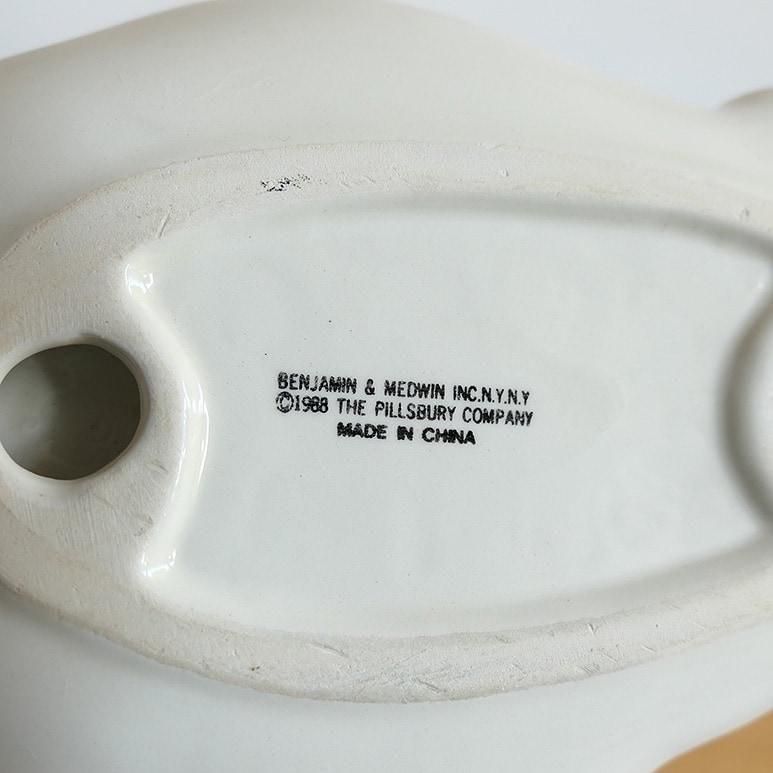 BENJAMIN & MEDWIN INC.N.Y.N.Y
©1988 THE PILLSBURY COMPANY
MADE IN CHINA